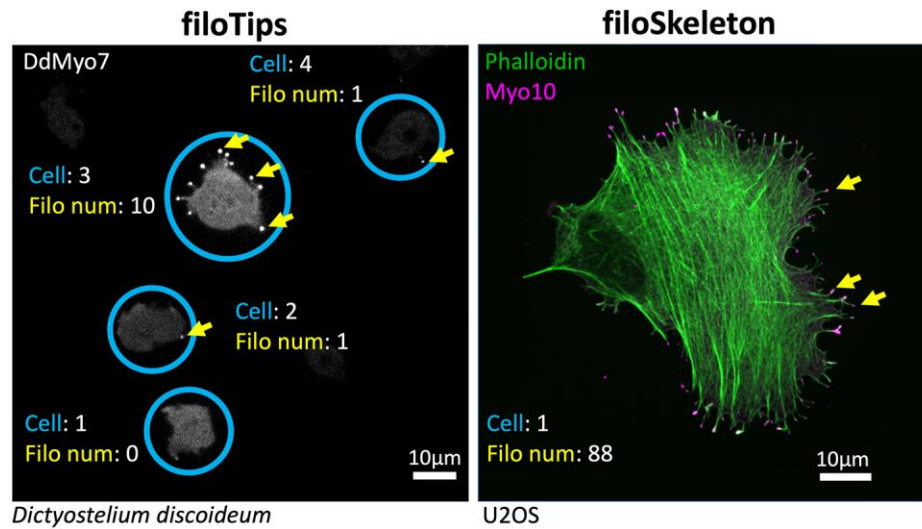 filoTips
DdMyo7
Cell: 4
Filo num: 1
Cell: 3
Filo num: 10
Cell: 2
Filo num: 1
Cell: 1
Filo num: 0
10μm
Dictyostelium discoideum
filoSkeleton
Phalloidin
Myo10
Cell: 1
Filo num: 88
10μm
U2OS